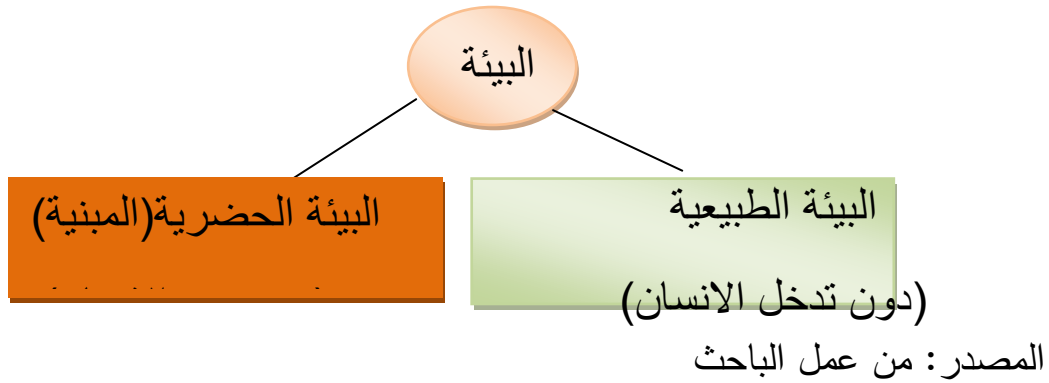 البيئة
البيئة الطبيعية
(دون تدخل الانسان)
البيئة الحضرية(المبنية)
المصدر: من عمل الباحث